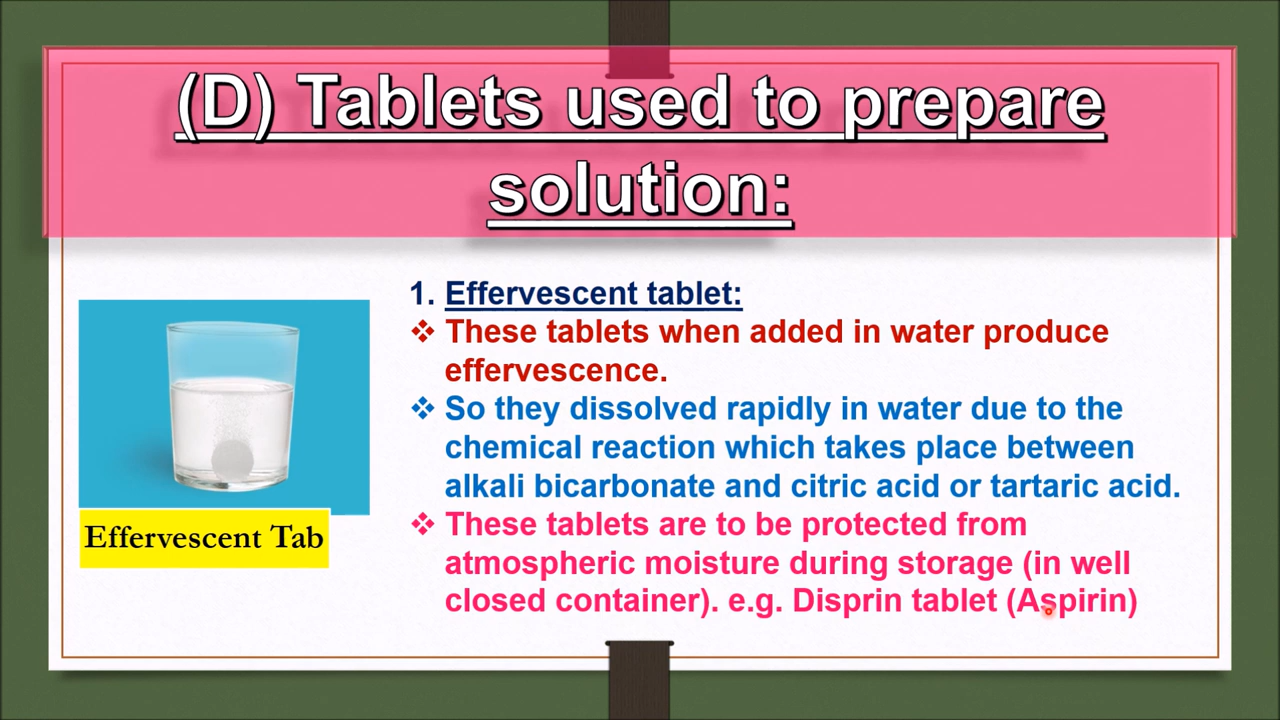 (D) Tablets used to prepare
solution:
1. Effervescent tablet:
❖ These tablets when added in water produce
effervescence.
❖ So they dissolved rapidly in water due to the
chemical reaction which takes place between
alkali bicarbonate and citric acid or tartaric acid.
❖ These tablets are to be protected from
atmospheric moisture during storage (in well
closed container). e.g. Disprin tablet (Aspirin)
Effervescent Tab